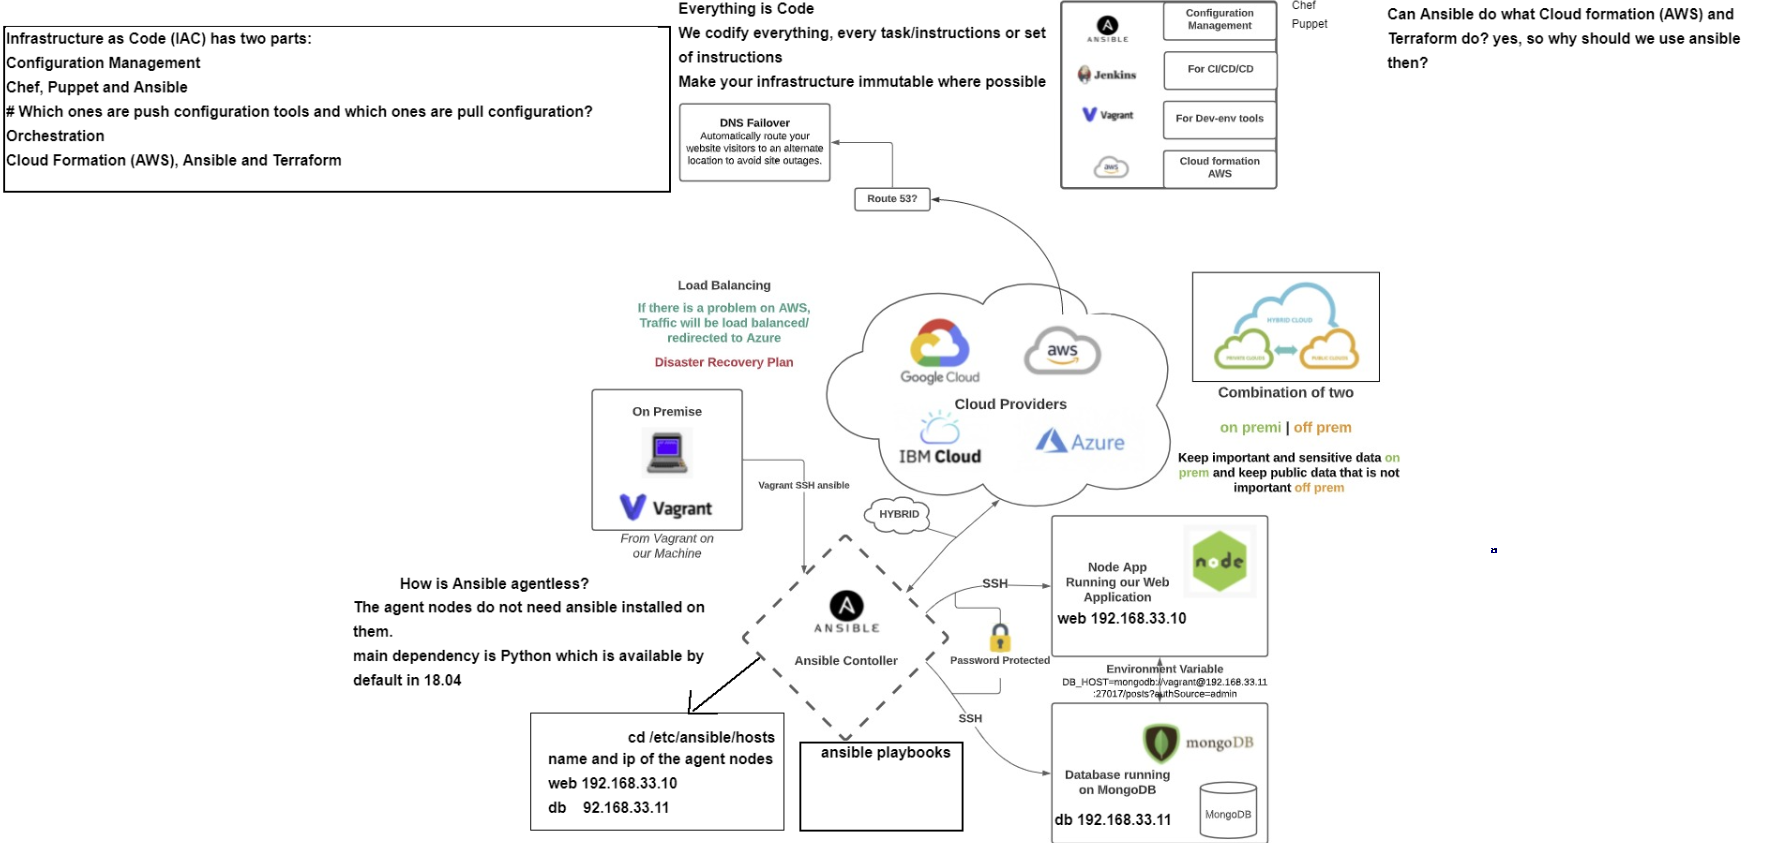 Infrastructure as Code (IAC) has two parts:
Configuration Management
Chef, Puppet and Ansible
# Which ones are push configuration tools and which ones are pull configuration?
Orchestration
Cloud Formation (AWS), Ansible and Terraform
Everything is Code
We codify everything, every task/instructions or set
of instructions
Make your infrastructure immutable where possible
DNS Failover
Automatically route your
website visitors to an alternate
location to avoid site outages.
Route 53?
ANSIBLE
Configuration
Management
Jenkins
For CI/CD/CD
Vagrant
For Dev-env tools
aws
Cloud formation
AWS
Chef
Puppet
Can Ansible do what Cloud formation (AWS) and
Terraform do? yes, so why should we use ansible
then?
Load Balancing
If there is a problem on AWS,
Traffic will be load balanced/
redirected to Azure
Disaster Recovery Plan
Google Cloud
aws
Cloud Providers
IBM Cloud
Azure
HYBRID CLOUD
PRIVATE CLOUDS
PUBLIC CLOUDS
Combination of two
on premi | off prem
Keep important and sensitive data on
prem and keep public data that is not
important off prem
On Premise
Vagrant
From Vagrant on
our Machine
Vagrant SSH ansible
HYBRID
How is Ansible agentless?
The agent nodes do not need ansible installed on
them.
main dependency is Python which is available by
default in 18.04
ANSIBLE
Ansible Contoller
SSH
Password Protected
SSH
node
Node App
Running our Web
Application
web 192.168.33.10
Environment Variable
DB_HOST=mongodb://vagrant@192.168.33.11
:27017/posts?authSource=admin
mongoDB
Database running
on MongoDB
MongoDB
db 192.168.33.11
cd /etc/ansible/hosts
name and ip of the agent nodes
web 192.168.33.10
db 92.168.33.11
ansible playbooks